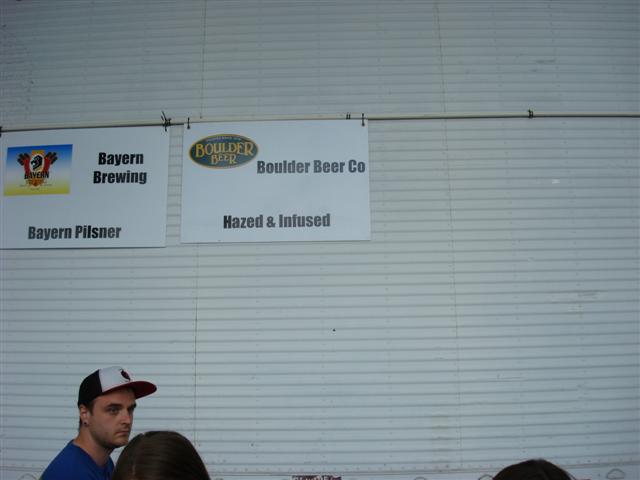 BAYERN
Bayern
Brewing
Bayern Pilsner
BOULDER
BEER
Boulder Beer Co
Hazed & Infused